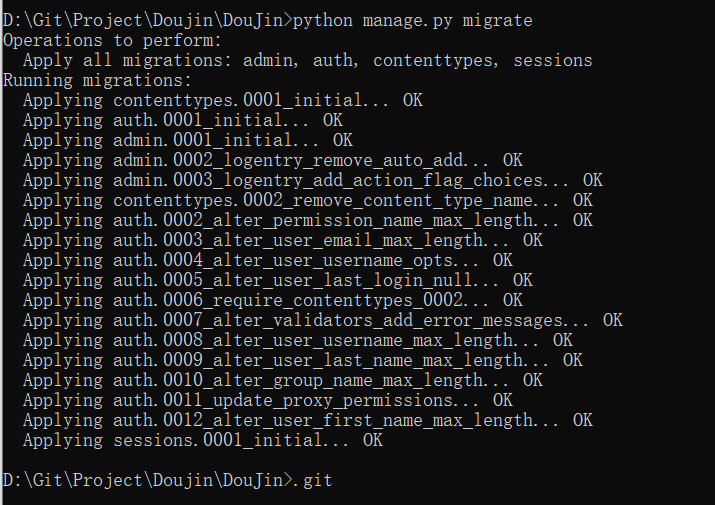 D:\Git\Project\Doujin\DouJin>python manage.py migrate
Operations to perform:
  Apply all migrations: admin, auth, contenttypes, sessions
Running migrations:
  Applying contenttypes.0001_initial... OK
  Applying auth.0001_initial... OK
  Applying admin.0001_initial... OK
  Applying admin.0002_logentry_remove_auto_add... OK
  Applying admin.0003_logentry_add_action_flag_choices... OK
  Applying contenttypes.0002_remove_content_type_name... OK
  Applying auth.0002_alter_permission_name_max_length... OK
  Applying auth.0003_alter_user_email_max_length... OK
  Applying auth.0004_alter_user_username_opts... OK
  Applying auth.0005_alter_user_last_login_null... OK
  Applying auth.0006_require_contenttypes_0002... OK
  Applying auth.0007_alter_validators_add_error_messages... OK
  Applying auth.0008_alter_user_username_max_length... OK
  Applying auth.0009_alter_user_last_name_max_length... OK
  Applying auth.0010_alter_group_name_max_length... OK
  Applying auth.0011_update_proxy_permissions... OK
  Applying auth.0012_alter_user_first_name_max_length... OK
  Applying sessions.0001_initial... OK
D:\Git\Project\Doujin\DouJin>.git